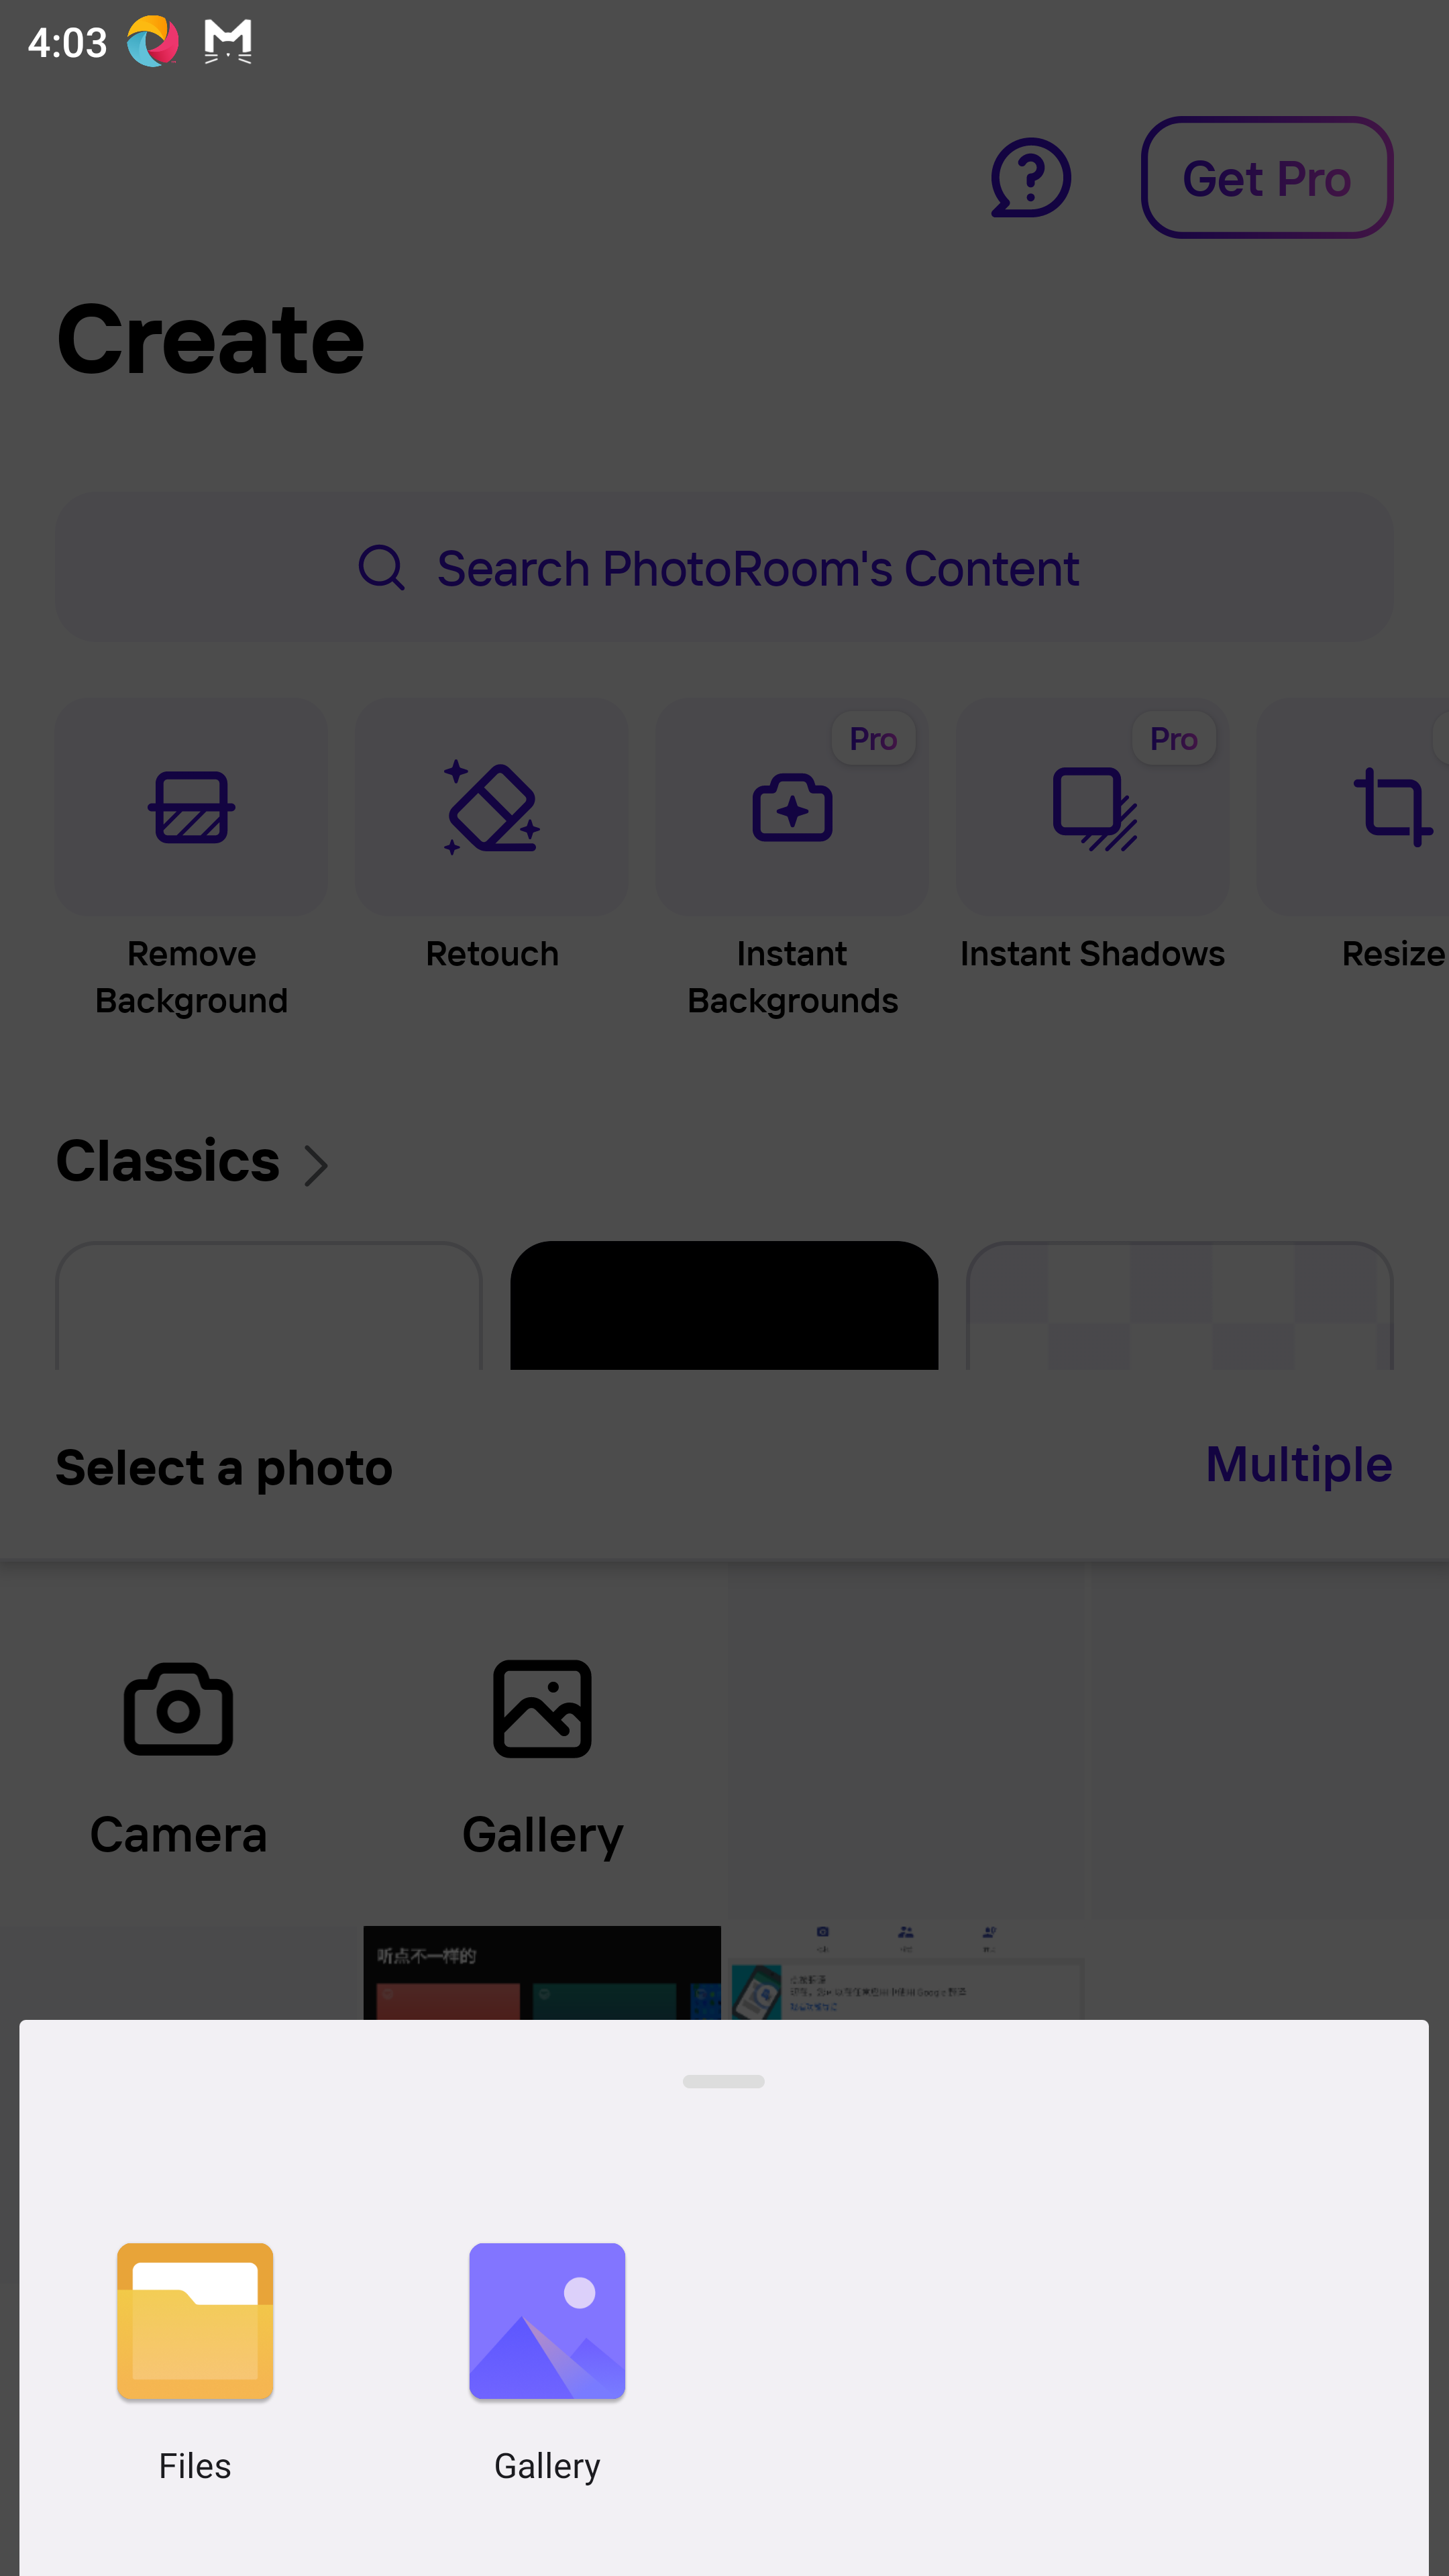 4:03
Get Pro
Create
Search PhotoRoom's Content
Pro
Pro
Remove
Background
Retouch
Instant
Backgrounds
Instant Shadows
Resize
Classics
Select a photo
Multiple
Camera
Gallery
听点不一样的
Files
Gallery